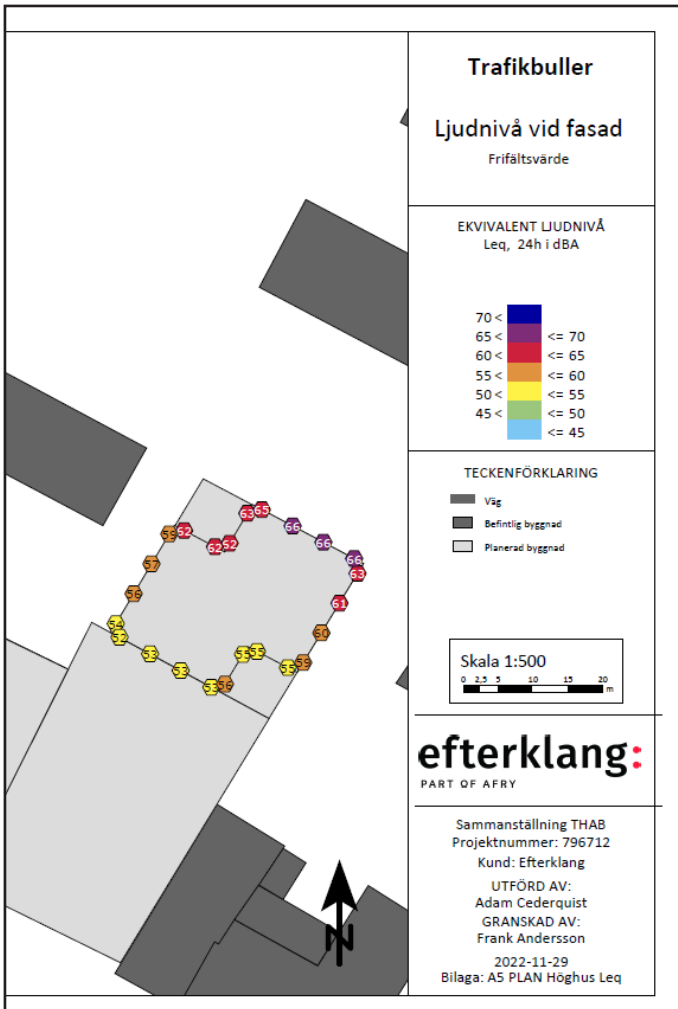 Trafikbuller
Ljudnivå vid fasad
Frifältsvärde
EKVIVALENT LJUDNIVÅ
Leq, 24h i dBA
70 <
65 < <= 70
60 < <= 65
55 < <= 60
50 < <= 55
45 < <= 50
<= 45
TECKENFÖRKLARING
Väg
Befintlig byggnad
Planerad byggnad
63 65
66
59 62
62 62
66
66
57
63
56
61
54
52
60
53
55 55
53
55 59
53 56
Skala 1:500
0 2,5 5 10 15 20
m
efterklang:
PART OF AFRY
Sammanställning THAB
Projektnummer: 796712
Kund: Efterklang
UTFÖRD AV:
Adam Cederquist
GRANSKAD AV:
Frank Andersson
2022-11-29
Bilaga: A5 PLAN Höghus Leq
N